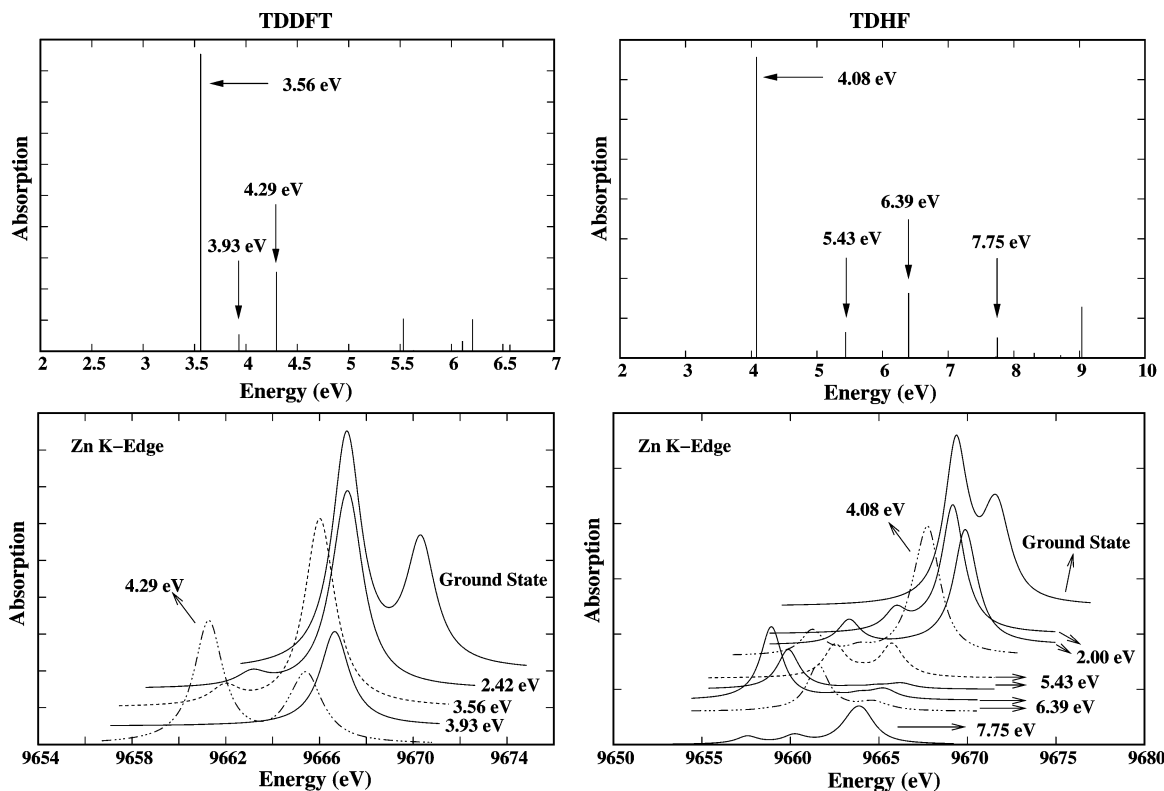 TDDFT
Absorption
3.56 eV
4.29 eV
3.93 eV
2 2.5 3 3.5 4 4.5 5 5.5 6 6.5 7
Energy (eV)
TDHF
Absorption
4.08 eV
6.39 eV
5.43 eV
7.75 eV
2 3 4 5 6 7 8 9 10
Energy (eV)
Zn K−Edge
Absorption
4.29 eV
Ground State
2.42 eV
3.56 eV
3.93 eV
9654 9658 9662 9666 9670 9674
Energy (eV)
Zn K−Edge
Absorption
4.08 eV
Ground State
2.00 eV
5.43 eV
6.39 eV
7.75 eV
9650 9655 9660 9665 9670 9675 9680
Energy (eV)